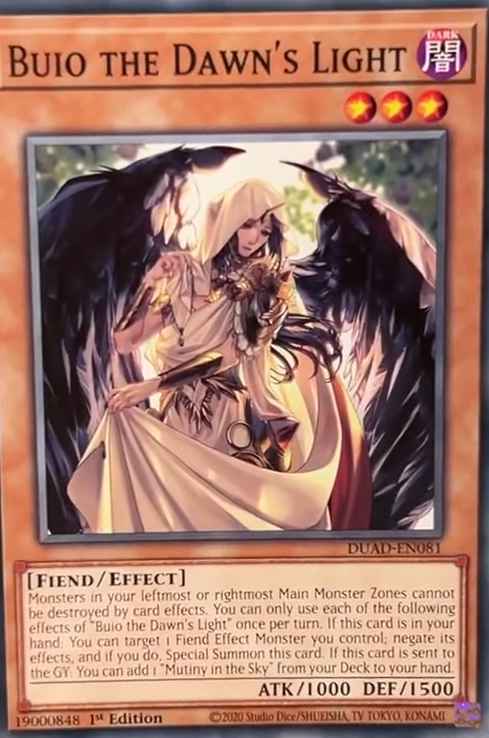 BUIO THE DAWN'S LIGHT
DARK
闇
DUAD-EN081
[FIEND/EFFECT]
Monsters in your leftmost or rightmost Main Monster Zones cannot
be destroyed by card effects. You can only use each of the following
effects of "Buio the Dawn's Light" once per turn. If this card is in your
hand: You can target 1 Fiend Effect Monster you control; negate its
effects, and if you do, Special Summon this card. If this card is sent to
the GY: You can add 1 "Mutiny in the Sky" from your Deck to your hand.
ATK/1000 DEF/1500
19000848 1st Edition ©2020 Studio Dice/SHUEISHA, TV TOKYO, KONAMI